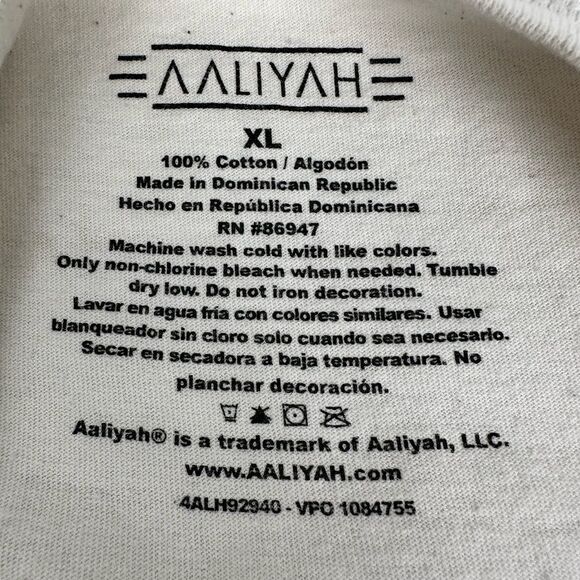 AALIYAH
XL
100% Cotton / Algodón
Made in Dominican Republic
Hecho en República Dominicana
RN #86947
Machine wash cold with like colors.
Only non-chlorine bleach when needed. Tumble
dry low. Do not iron decoration.
Lavar en agua fría con colores similares. Usar
blanqueador sin cloro solo cuando sea necesario.
Secar en secadora a baja temperatura. No
planchar decoración.
Aaliyah® is a trademark of Aaliyah, LLC.
www.AALIYAH.com
4ALH92940 - VPO 1084755